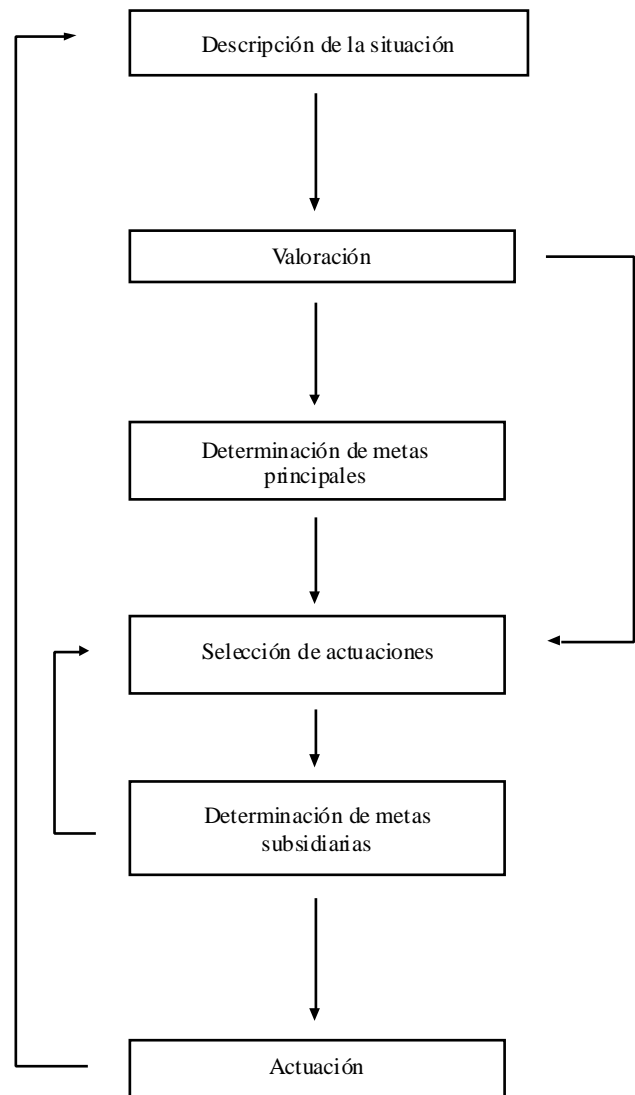 Descripción de la situación
Valoración
Determinación de metas
principales
Selección de actuaciones
Determinación de metas
subsidiarias
Actuación